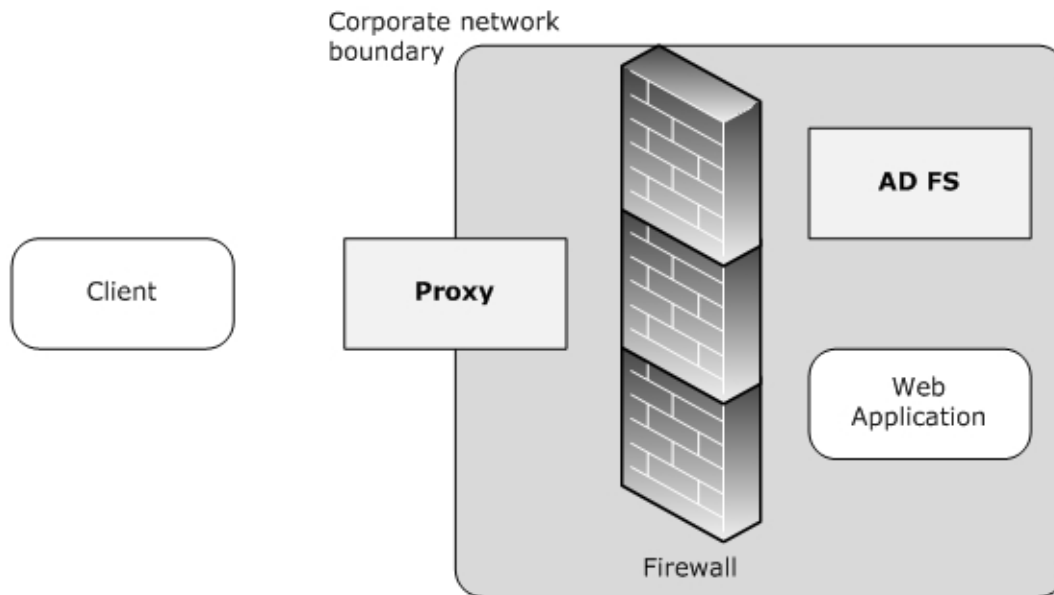 Corporate network
boundary
AD FS
Client
Proxy
Web
Application
Firewall